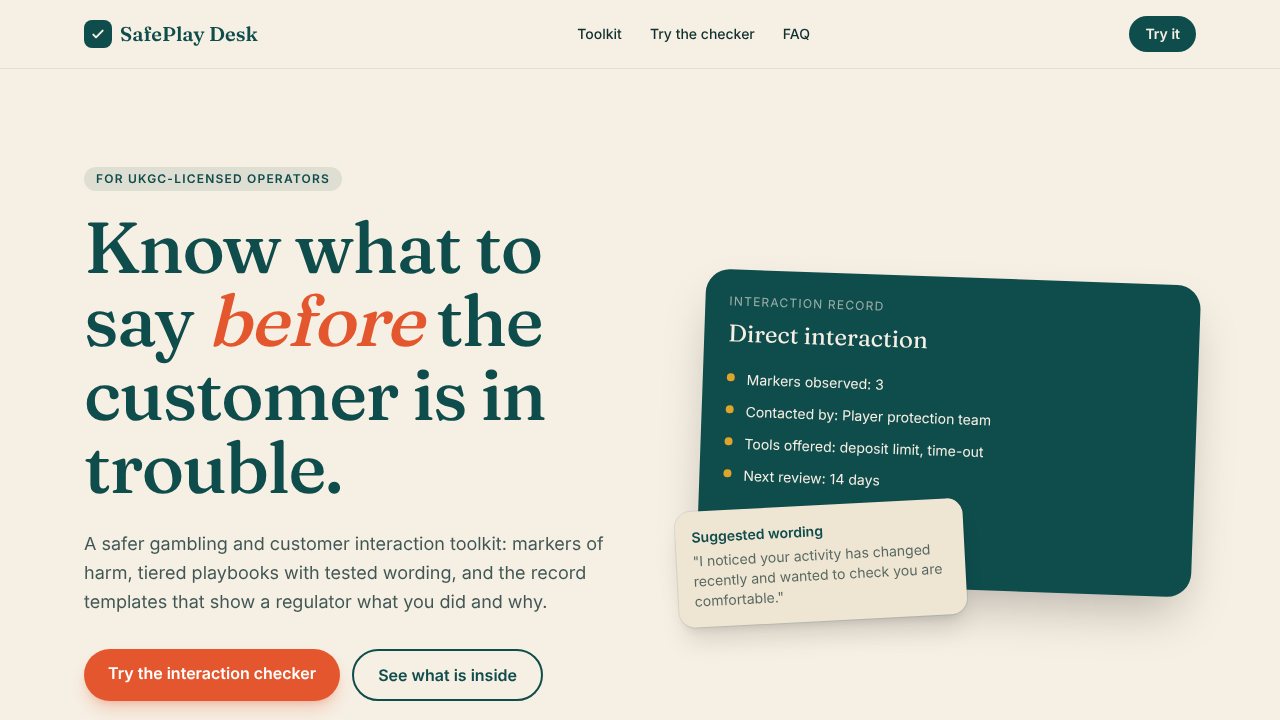 SafePlay Desk
Toolkit
Try the checker
FAQ
Try it
FOR UKGC-LICENSED OPERATORS
Know what to
say before the
customer is in
trouble.
A safer gambling and customer interaction toolkit: markers of
harm, tiered playbooks with tested wording, and the record
templates that show a regulator what you did and why.
Try the interaction checker
See what is inside
INTERACTION RECORD
Direct interaction
Markers observed: 3
Contacted by: Player protection team
Tools offered: deposit limit, time-out
Next review: 14 days
Suggested wording
"I noticed your activity has changed
recently and wanted to check you are
comfortable."